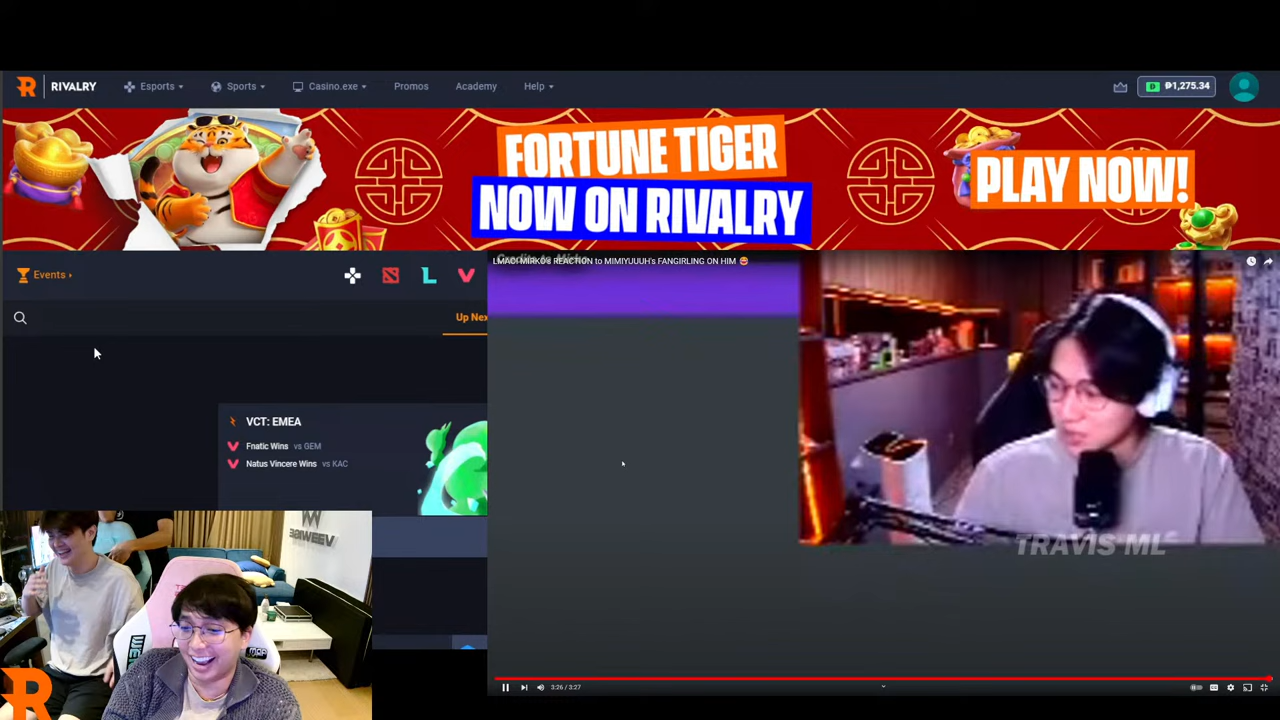 RIVALRY
Esports
Sports
Casino.exe
Promos
Academy
Help
₱1,275.34
FORTUNE TIGER
NOW ON RIVALRY
PLAY NOW!
Events
LMAO! MIRKO's REACTION to MIMIYUUUH's FANGIRLING ON HIM
Up Nex
VCT: EMEA
Fnatic Wins vs GEM
Natus Vincere Wins vs KAC
TRAVIS ML
3:26 / 3:27